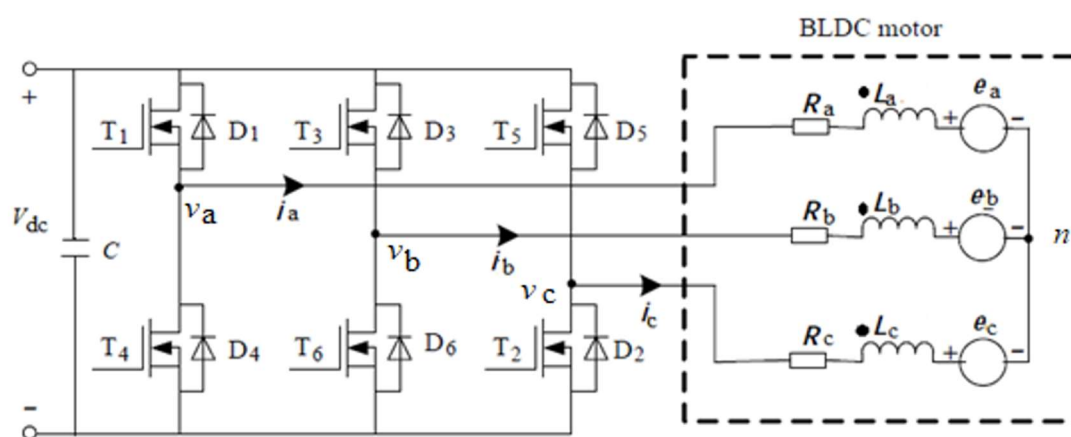 BLDC motor
+
T1
D1
T3
D3
T5
D5
Ra
La
+
ea
-
Vdc
C
va
ia
vb
ib
vc
ic
Rb
Lb
+
eb
-
n
T4
D4
T6
D6
T2
D2
Rc
Lc
+
ec
-
-